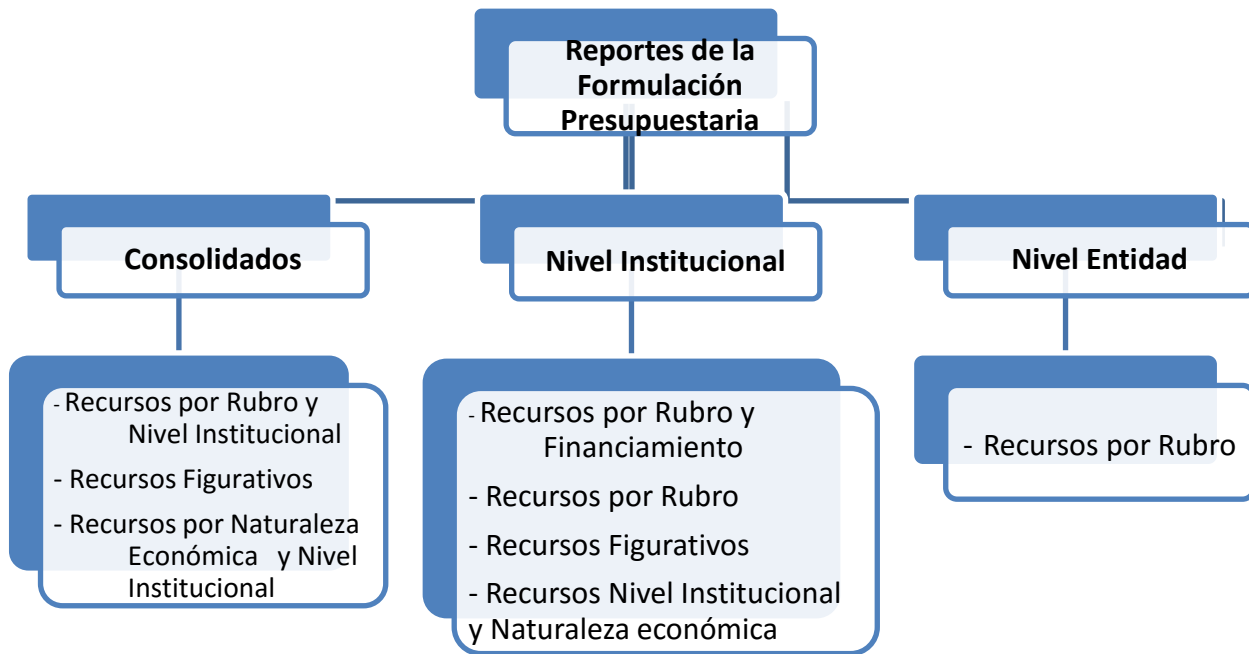 Reportes de la
Formulación
Presupuestaria
Consolidados
Nivel Institucional
Nivel Entidad
- Recursos por Rubro y
Nivel Institucional
- Recursos Figurativos
- Recursos por Naturaleza
Económica y Nivel
Institucional
- Recursos por Rubro y
Financiamiento
- Recursos por Rubro
- Recursos Figurativos
- Recursos Nivel Institucional
y Naturaleza económica
- Recursos por Rubro